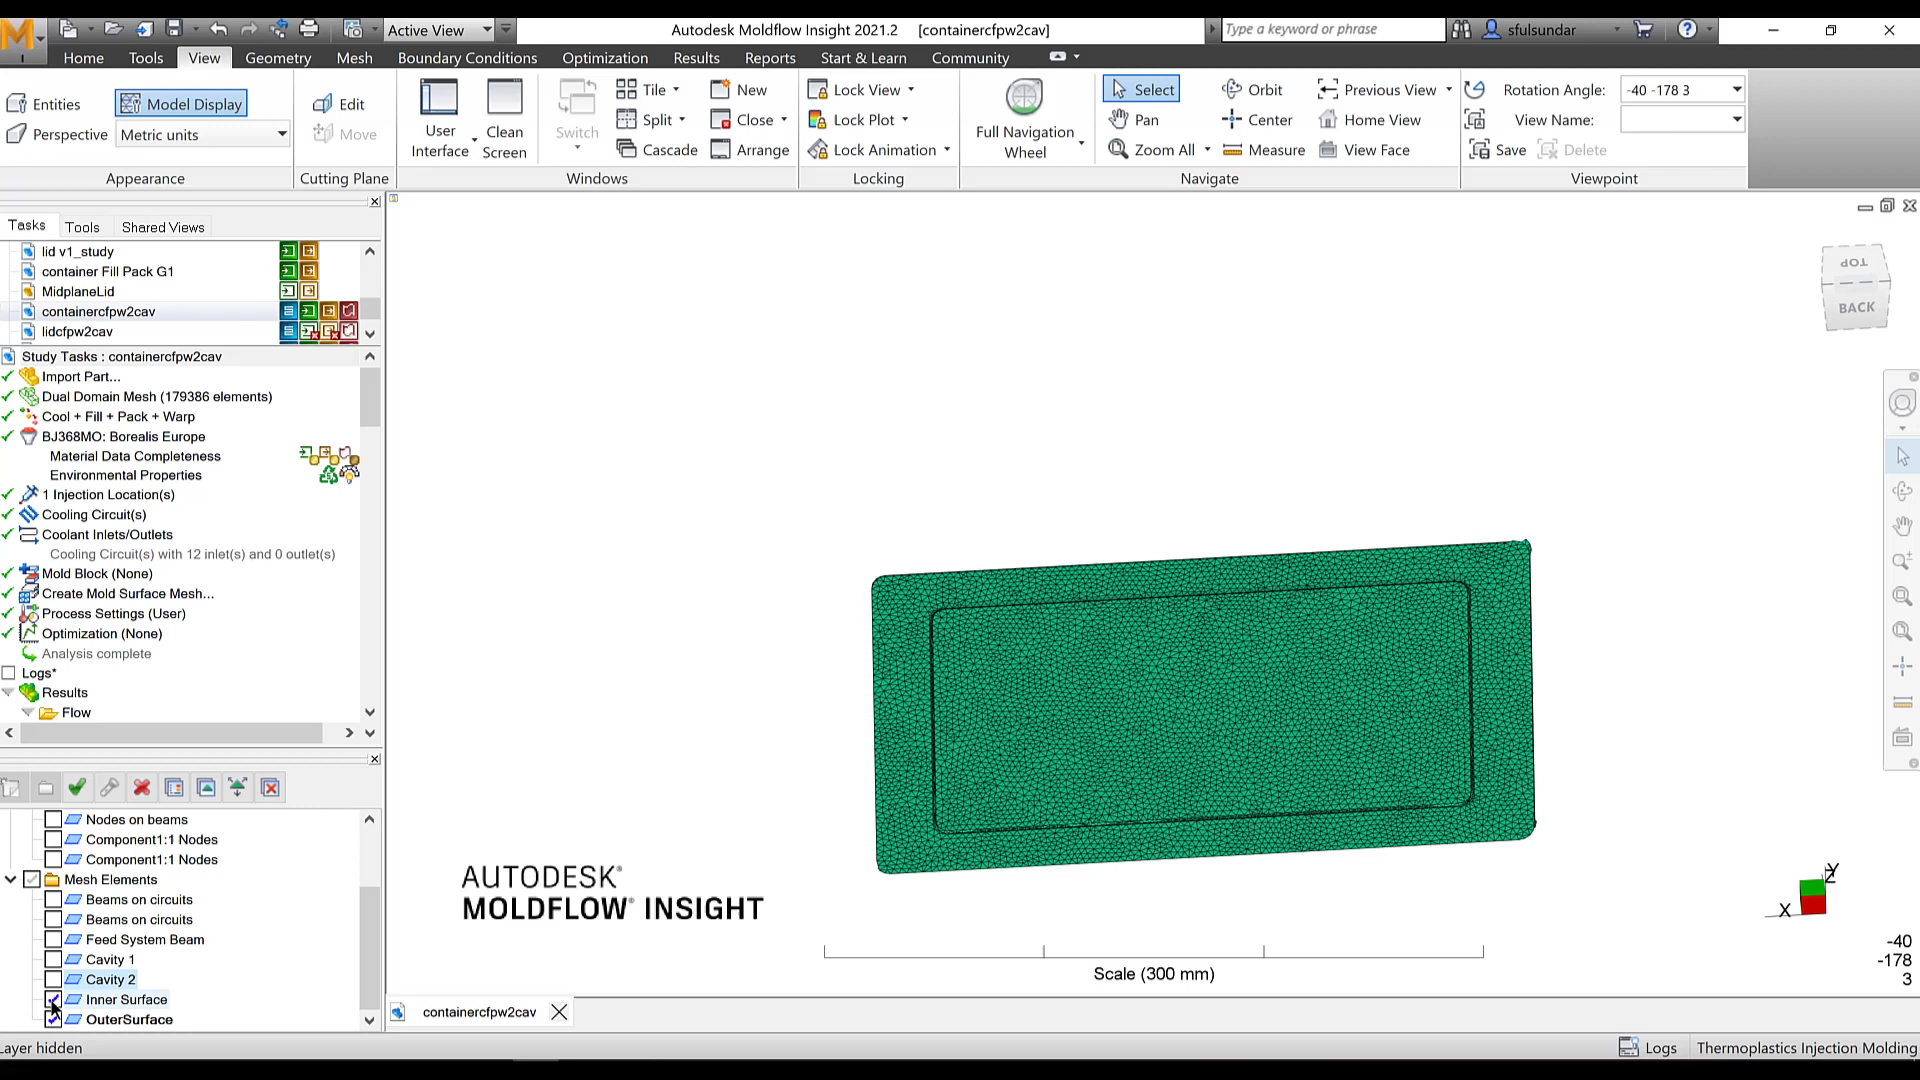 Active View
Autodesk Moldflow Insight 2021.2 [containercfpw2cav]
Type a keyword or phrase
sfulsundar
Home Tools View Geometry Mesh Boundary Conditions Optimization Results Reports Start & Learn Community
Entities Model Display
Perspective Metric units
Appearance
Edit
Move
Cutting Plane
User Interface
Clean Screen
Switch
Tile
Split
Cascade
New
Close
Arrange
Windows
Lock View
Lock Plot
Lock Animation
Locking
Full Navigation Wheel
Select
Pan
Zoom All
Orbit
Center
Measure
Previous View
Home View
View Face
Navigate
Rotation Angle: -40 -178 3
View Name:
Save Delete
Viewpoint
Tasks Tools Shared Views
lid v1_study
container Fill Pack G1
MidplaneLid
containercfpw2cav
lidcfpw2cav
Study Tasks : containercfpw2cav
Import Part...
Dual Domain Mesh (179386 elements)
Cool + Fill + Pack + Warp
BJ368MO: Borealis Europe
Material Data Completeness
Environmental Properties
1 Injection Location(s)
Cooling Circuit(s)
Coolant Inlets/Outlets
Cooling Circuit(s) with 12 inlet(s) and 0 outlet(s)
Mold Block (None)
Create Mold Surface Mesh...
Process Settings (User)
Optimization (None)
Analysis complete
Logs*
Results
Flow
Nodes on beams
Component1:1 Nodes
Component1:1 Nodes
Mesh Elements
Beams on circuits
Beams on circuits
Feed System Beam
Cavity 1
Cavity 2
Inner Surface
OuterSurface
TOP
BACK
AUTODESK®
MOLDFLOW® INSIGHT
Scale (300 mm)
Y
Z
X
-40
-178
3
containercfpw2cav
Layer hidden
Logs
Thermoplastics Injection Molding